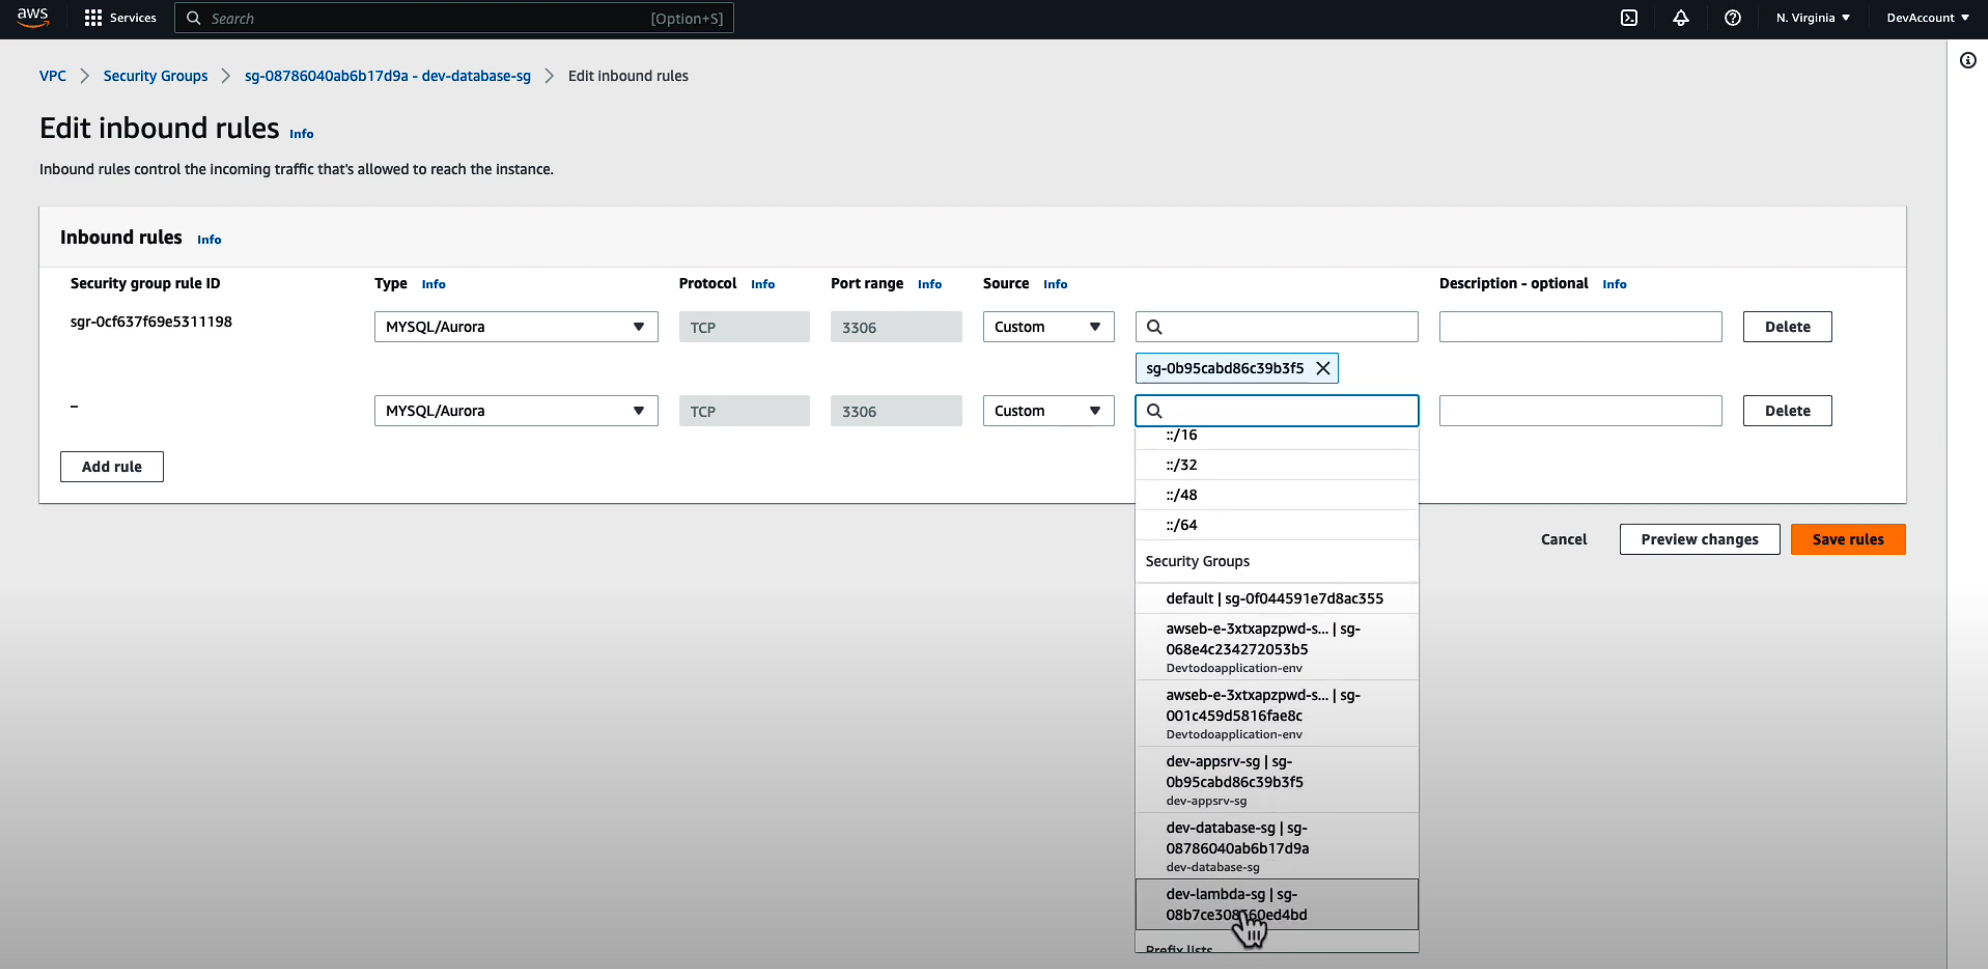 aws Services Search [Option+S] N. Virginia DevAccount
VPC Security Groups sg-08786040ab6b17d9a - dev-database-sg Edit inbound rules
Edit inbound rules Info
Inbound rules control the incoming traffic that's allowed to reach the instance.
Inbound rules Info
Security group rule ID Type Info Protocol Info Port range Info Source Info Description - optional Info
sgr-0cf637f69e5311198 MYSQL/Aurora TCP 3306 Custom Delete
sg-0b95cabd86c39b3f5
– MYSQL/Aurora TCP 3306 Custom Delete
Add rule
::/16
::/32
::/48
::/64
Cancel Preview changes Save rules
Security Groups
default | sg-0f044591e7d8ac355
awseb-e-3xtxapzpwd-s... | sg-
068e4c234272053b5
Devtodoapplication-env
awseb-e-3xtxapzpwd-s... | sg-
001c459d5816fae8c
Devtodoapplication-env
dev-appsrv-sg | sg-
0b95cabd86c39b3f5
dev-appsrv-sg
dev-database-sg | sg-
08786040ab6b17d9a
dev-database-sg
dev-lambda-sg | sg-
Prefix lists